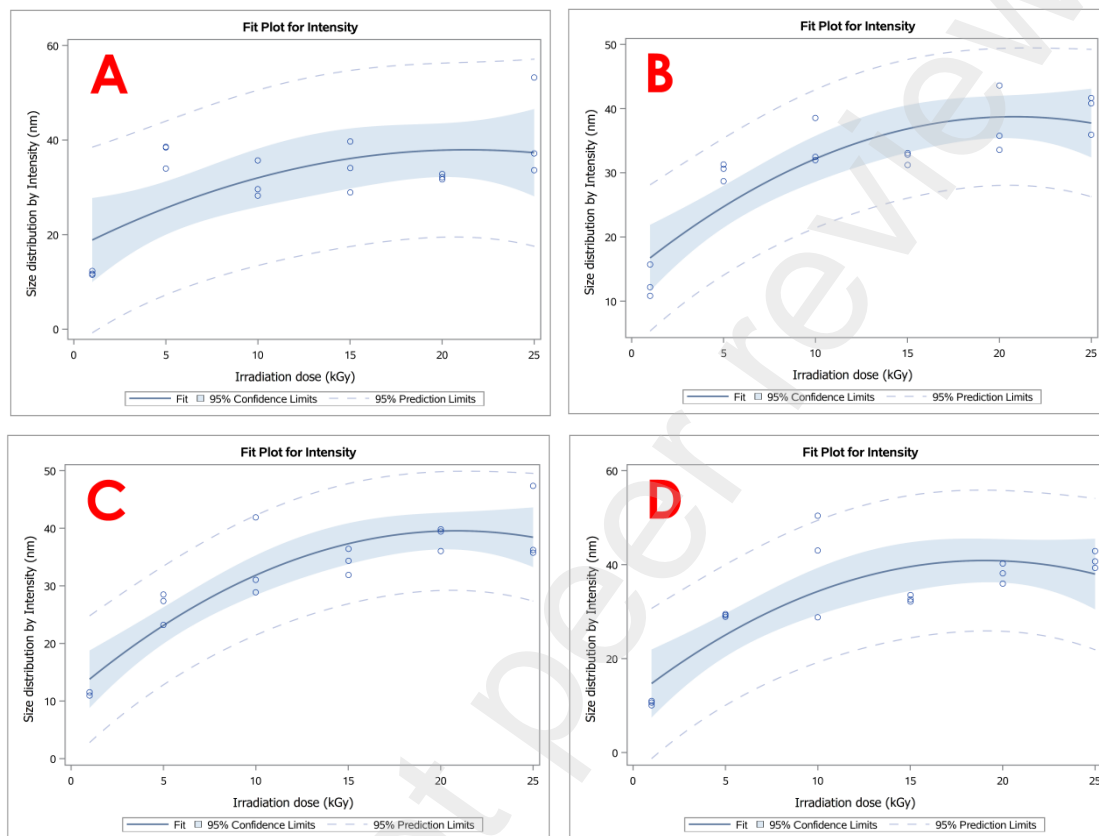 Fit Plot for Intensity
A
Size distribution by Intensity (nm)
60
40
20
0
0 5 10 15 20 25
Irradiation dose (kGy)
Fit 95% Confidence Limits 95% Prediction Limits
Fit Plot for Intensity
B
Size distribution by Intensity (nm)
50
40
30
20
10
0 5 10 15 20 25
Irradiation dose (kGy)
Fit 95% Confidence Limits 95% Prediction Limits
Fit Plot for Intensity
C
Size distribution by Intensity (nm)
50
40
30
20
10
0
0 5 10 15 20 25
Irradiation dose (kGy)
Fit 95% Confidence Limits 95% Prediction Limits
Fit Plot for Intensity
D
Size distribution by Intensity (nm)
60
40
20
0
0 5 10 15 20 25
Irradiation dose (kGy)
Fit 95% Confidence Limits 95% Prediction Limits
t peer review